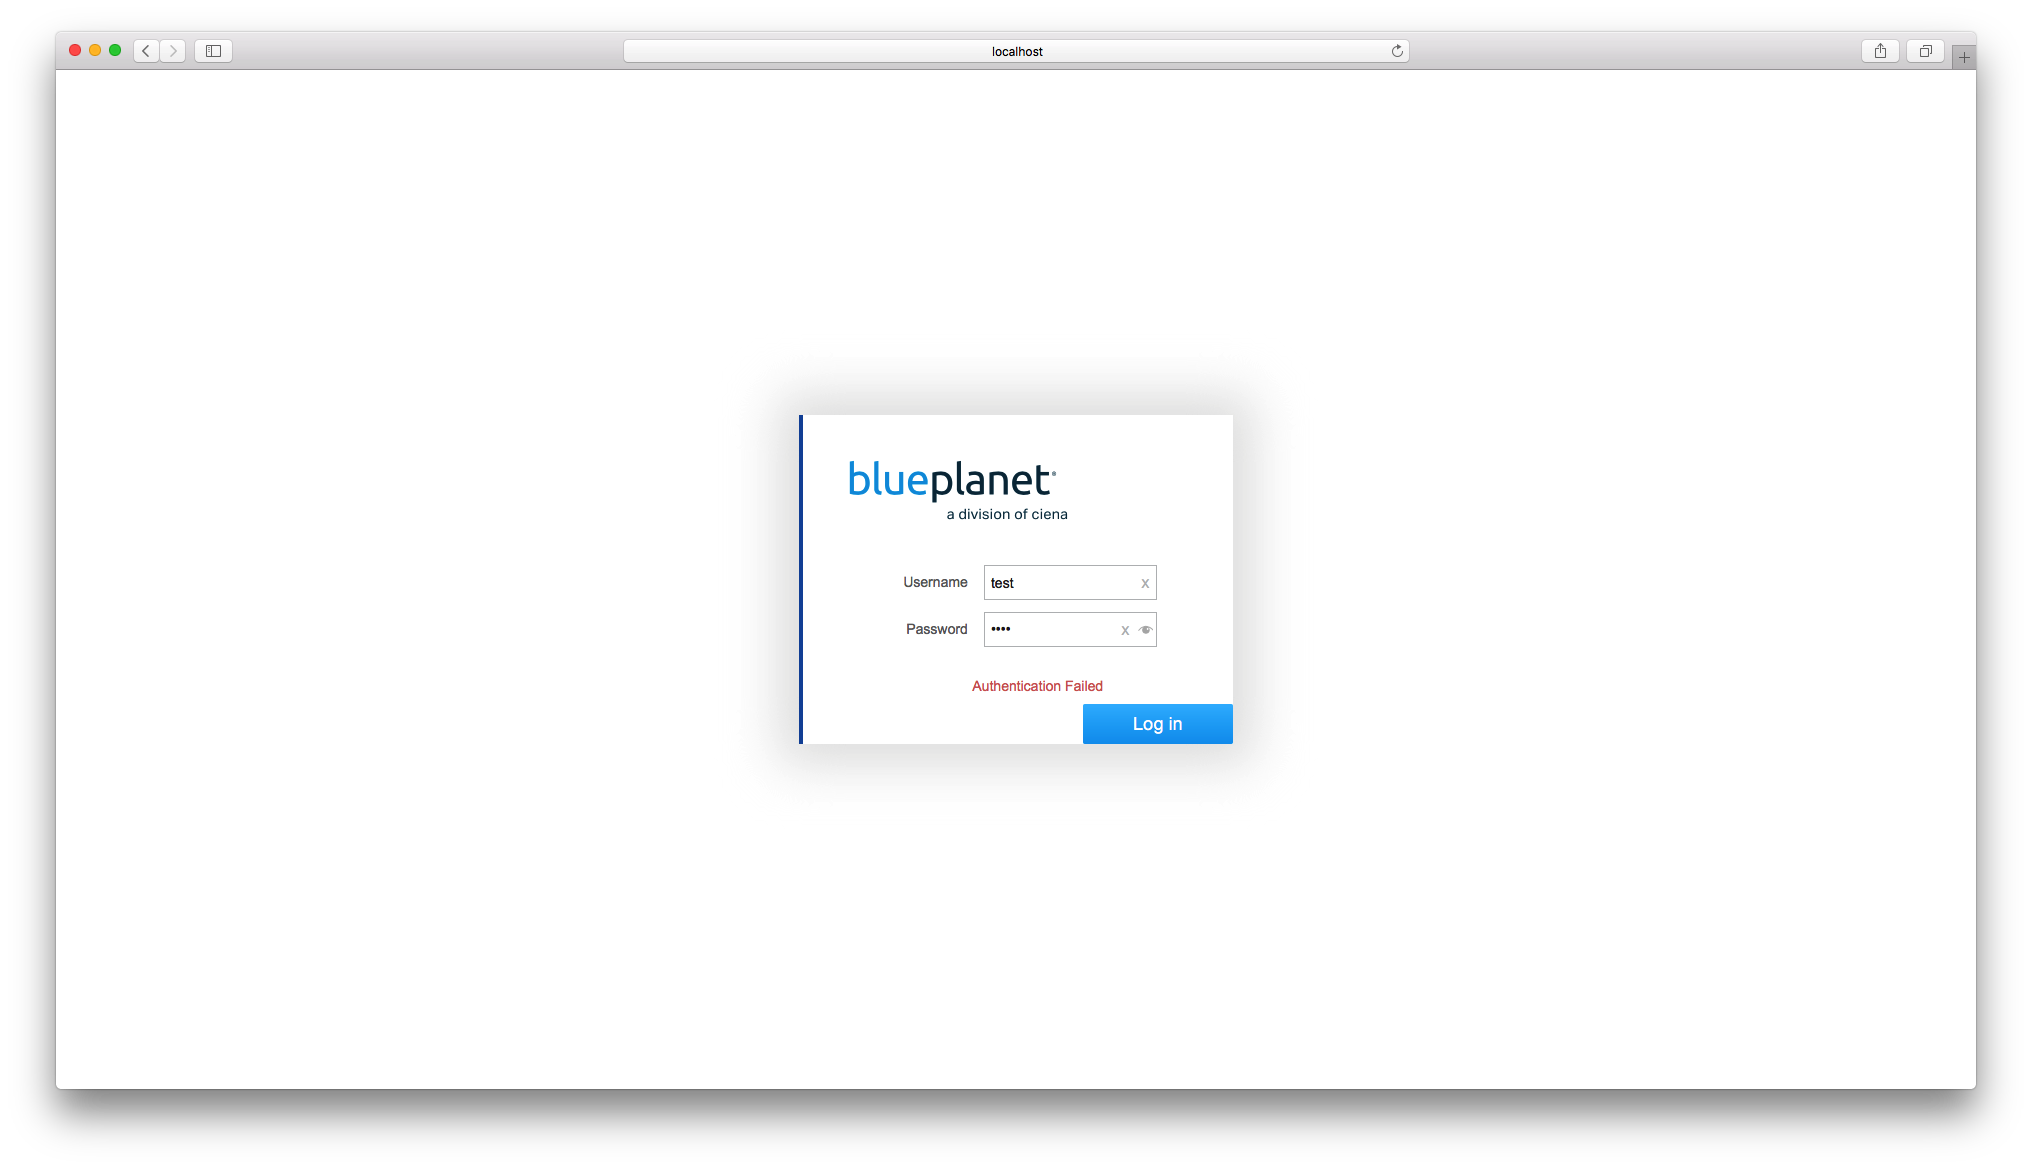 localhost
blueplanet®
a division of ciena
Username test x
Password •••• x
Authentication Failed
Log in